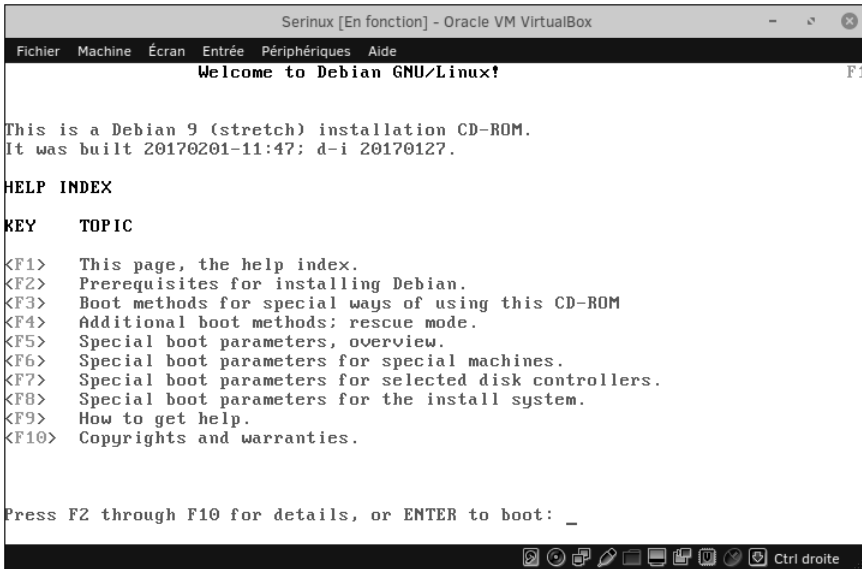 Serinux [En fonction] - Oracle VM VirtualBox
Fichier Machine Écran Entrée Périphériques Aide
Welcome to Debian GNU/Linux! F1
This is a Debian 9 (stretch) installation CD-ROM.
It was built 20170201-11:47; d-i 20170127.
HELP INDEX
KEY TOPIC
<F1> This page, the help index.
<F2> Prerequisites for installing Debian.
<F3> Boot methods for special ways of using this CD-ROM
<F4> Additional boot methods; rescue mode.
<F5> Special boot parameters, overview.
<F6> Special boot parameters for special machines.
<F7> Special boot parameters for selected disk controllers.
<F8> Special boot parameters for the install system.
<F9> How to get help.
<F10> Copyrights and warranties.
Press F2 through F10 for details, or ENTER to boot: _
Ctrl droite